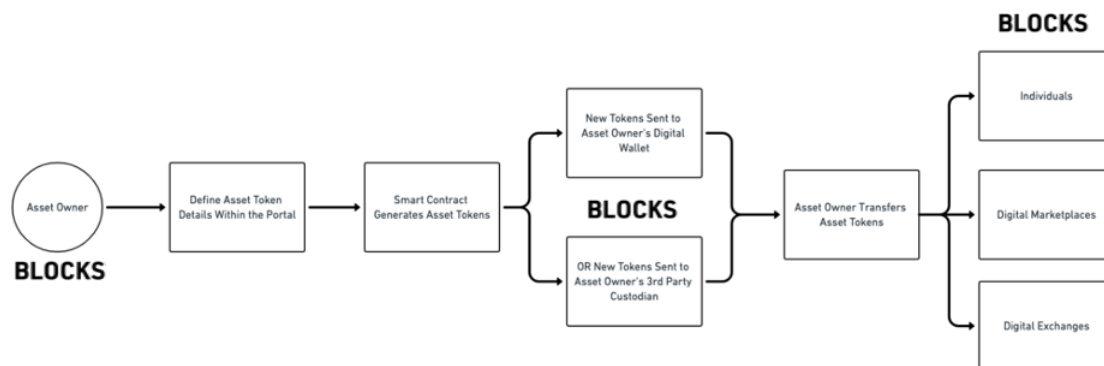 BLOCKS
Individuals
New Tokens Sent to
Asset Owner's Digital
Wallet
Asset Owner
Define Asset Token
Details Within the Portal
Smart Contract
Generates Asset Tokens
BLOCKS
Asset Owner Transfers
Asset Tokens
Digital Marketplaces
BLOCKS
OR New Tokens Sent to
Asset Owner's 3rd Party
Custodian
Digital Exchanges